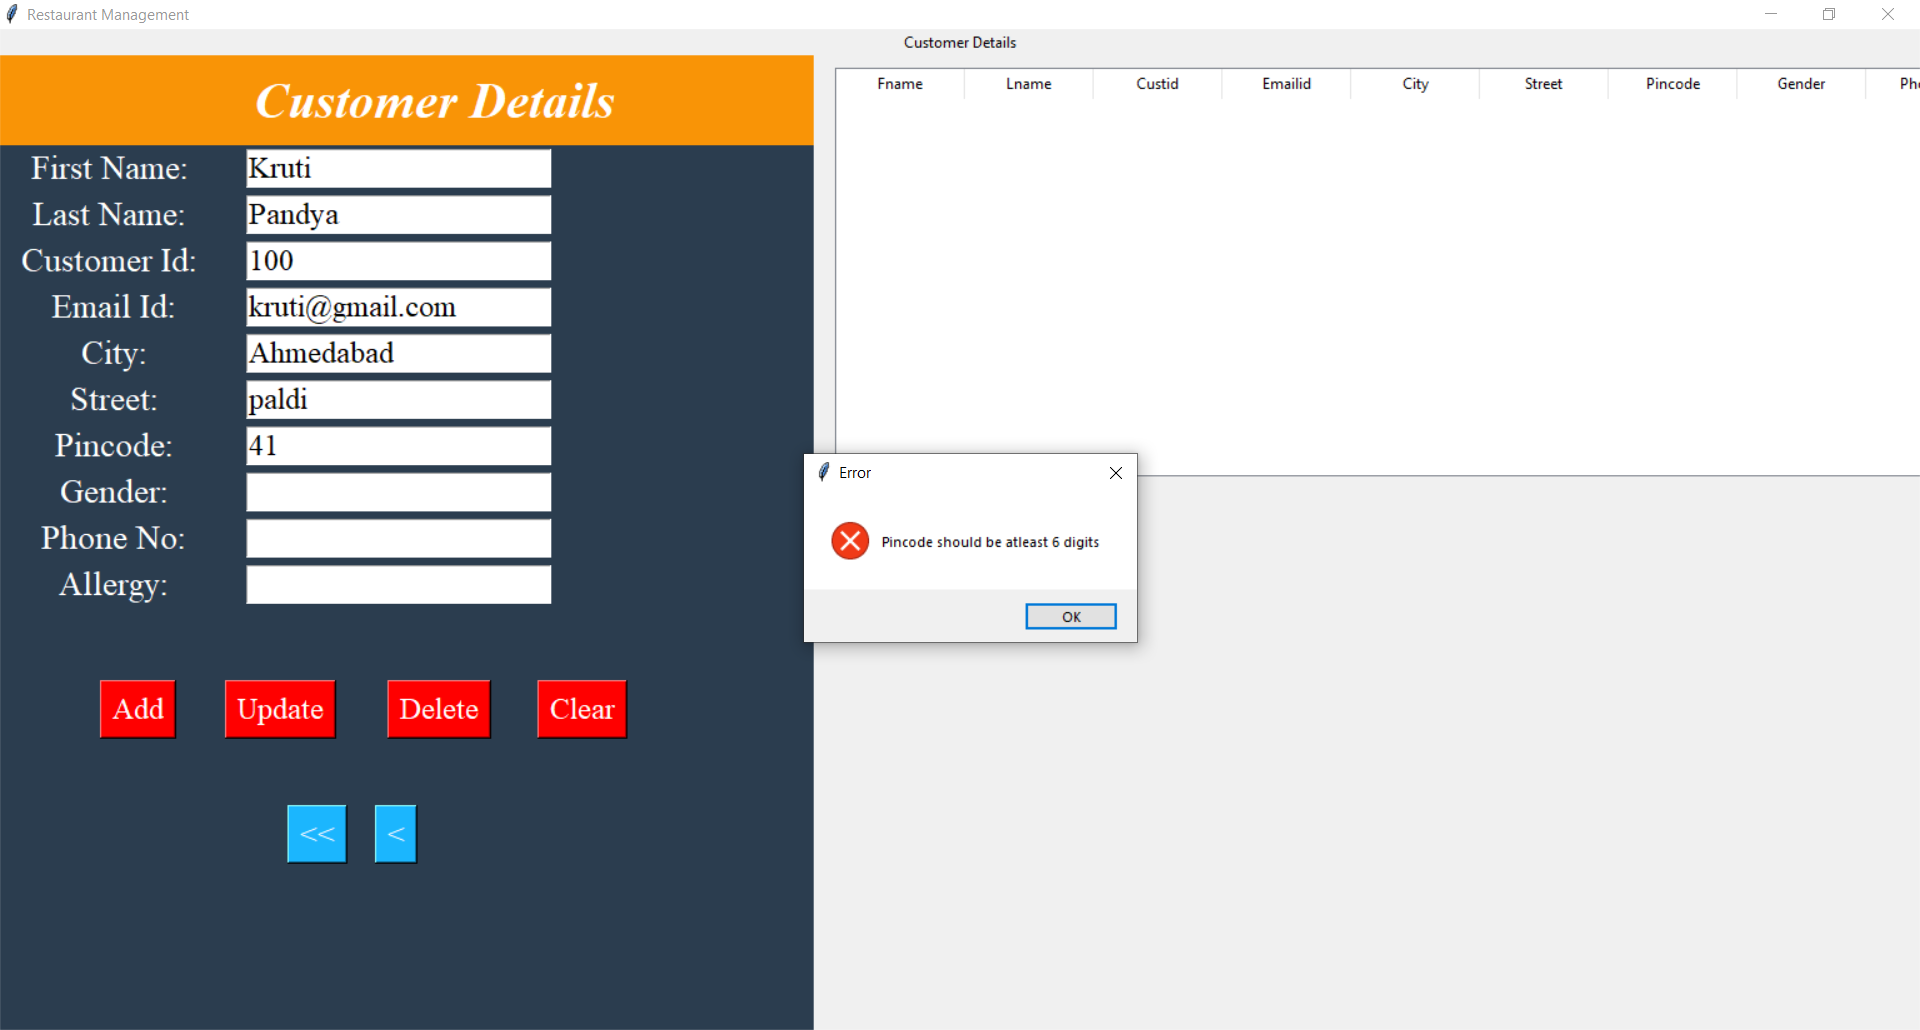 Restaurant Management
Customer Details
Customer Details
First Name: Kruti
Last Name: Pandya
Customer Id: 100
Email Id: kruti@gmail.com
City: Ahmedabad
Street: paldi
Pincode: 41
Gender:
Phone No:
Allergy:
Add Update Delete Clear
<< <
Fname Lname Custid Emailid City Street Pincode Gender
Error
Pincode should be atleast 6 digits
OK